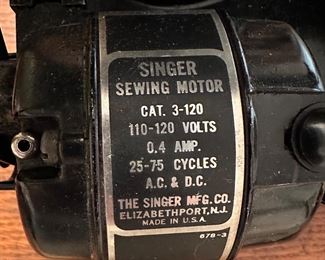 SINGER
SEWING MOTOR
CAT. 3-120
110-120 VOLTS
0.4 AMP.
25-75 CYCLES
A.C. & D.C.
THE SINGER MFG. CO.
ELIZABETHPORT, N.J.
MADE IN U.S.A.
878-3